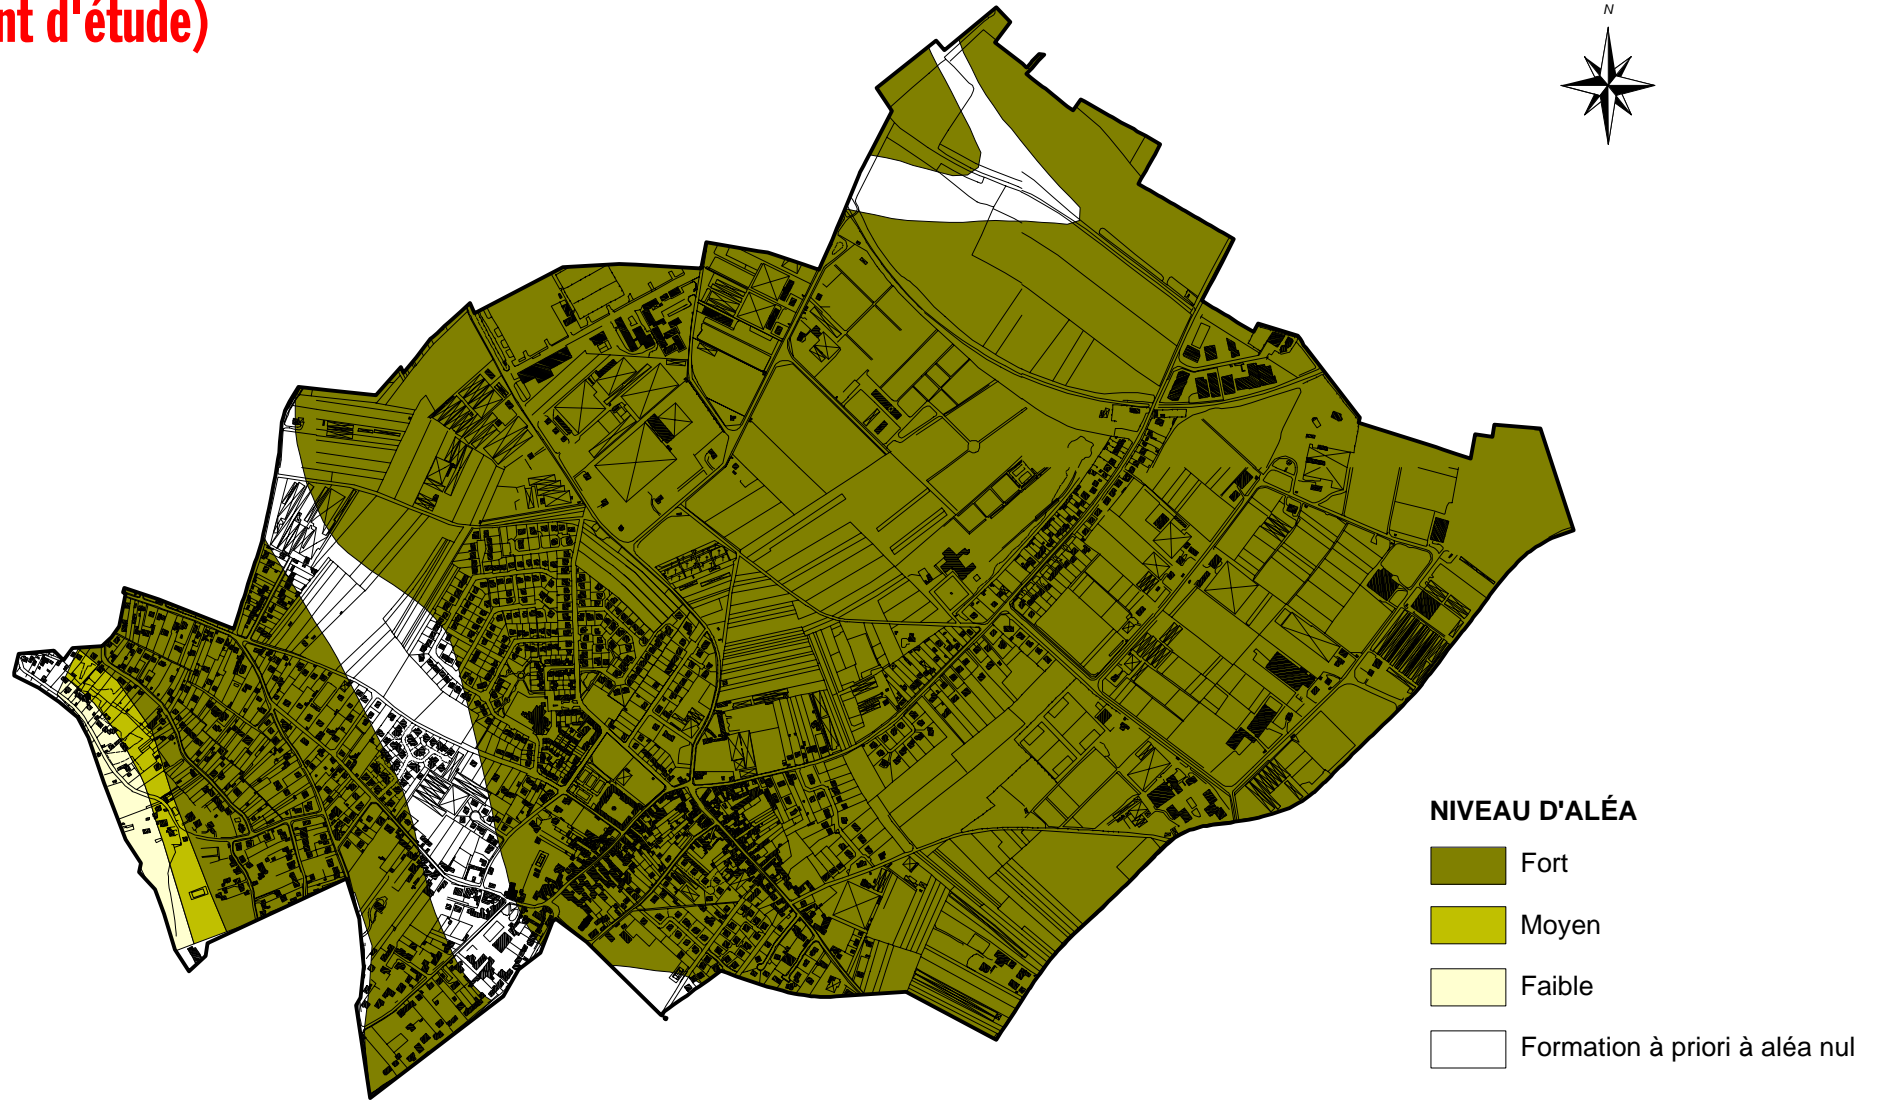 nt d'étude)
N
NIVEAU D'ALÉA
Fort
Moyen
Faible
Formation à priori à aléa nul